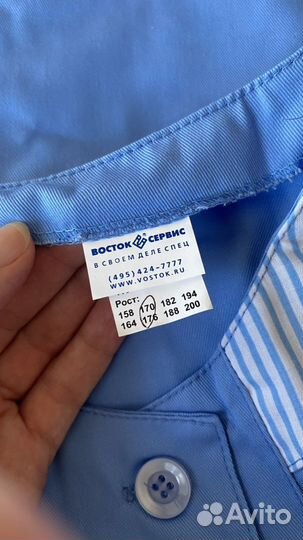 ВОСТОК СЕРВИС
В СВОЕМ ДЕЛЕ СПЕЦ
(495)424-7777
WWW.VOSTOK.RU
Рост:
158 170 182 194
164 176 188 200
Avito